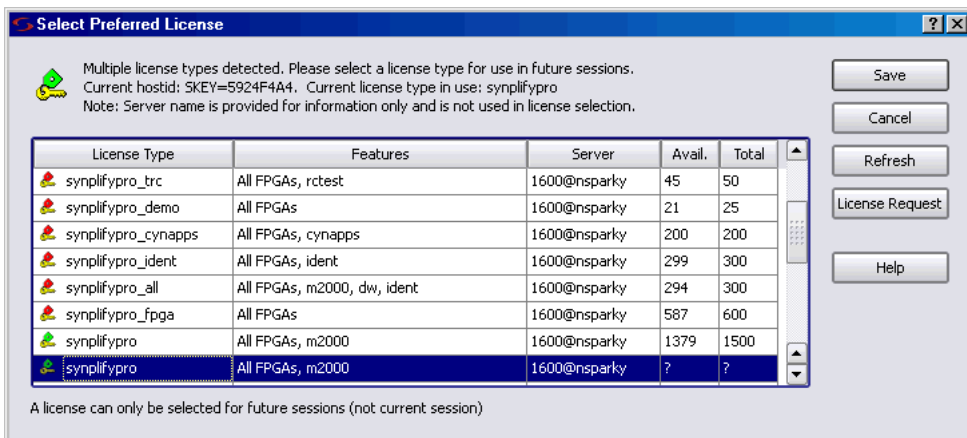 Select Preferred License
Multiple license types detected. Please select a license type for use in future sessions.
Current hostid: SKEY=5924F4A4. Current license type in use: synplifypro
Note: Server name is provided for information only and is not used in license selection.
Save
Cancel
Refresh
License Request
Help
License Type Features Server Avail. Total
synplifypro_trc All FPGAs, rctest 1600@nsparky 45 50
synplifypro_demo All FPGAs 1600@nsparky 21 25
synplifypro_cynapps All FPGAs, cynapps 1600@nsparky 200 200
synplifypro_ident All FPGAs, ident 1600@nsparky 299 300
synplifypro_all All FPGAs, m2000, dw, ident 1600@nsparky 294 300
synplifypro_fpga All FPGAs 1600@nsparky 587 600
synplifypro All FPGAs, m2000 1600@nsparky 1379 1500
synplifypro All FPGAs, m2000 1600@nsparky ? ?
A license can only be selected for future sessions (not current session)